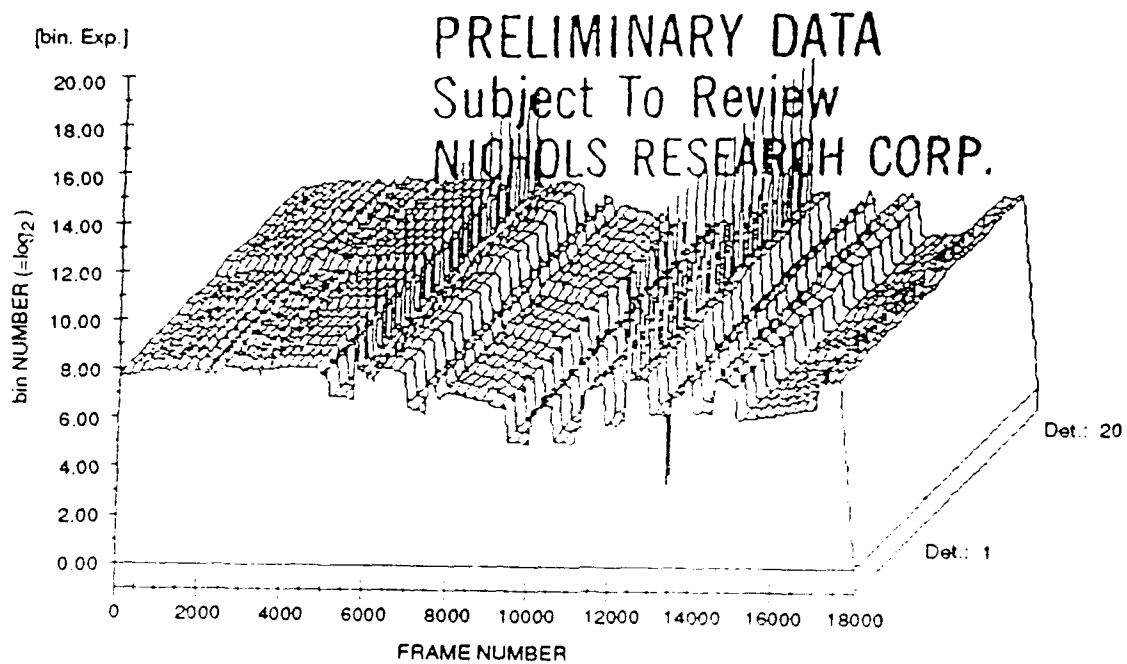 PRELIMINARY DATA
Subject To Review
NICHOLS RESEARCH CORP.
[bin. Exp.]
20.00
18.00
16.00
14.00
12.00
10.00
8.00
6.00
4.00
2.00
0.00
bin NUMBER (=log2)
0 2000 4000 6000 8000 10000 12000 14000 16000 18000
FRAME NUMBER
Det.: 20
Det.: 1